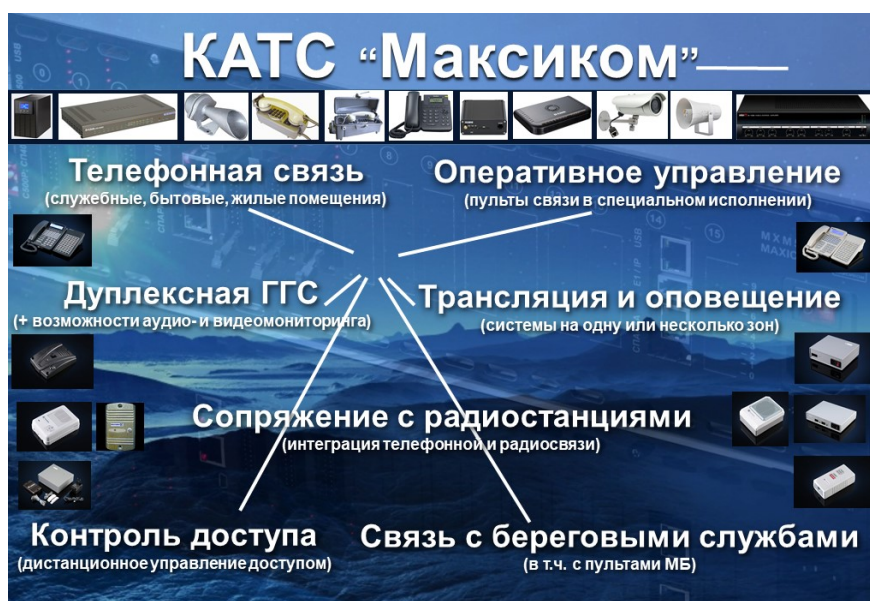 КАТС “Максиком”
Телефонная связь
(служебные, бытовые, жилые помещения)
Оперативное управление
(пульты связи в специальном исполнении)
Дуплексная ГГС
(+ возможности аудио- и видеомониторинга)
Трансляция и оповещение
(системы на одну или несколько зон)
Сопряжение с радиостанциями
(интеграция телефонной и радиосвязи)
Контроль доступа
(дистанционное управление доступом)
Связь с береговыми службами
(в т.ч. с пультами МБ)